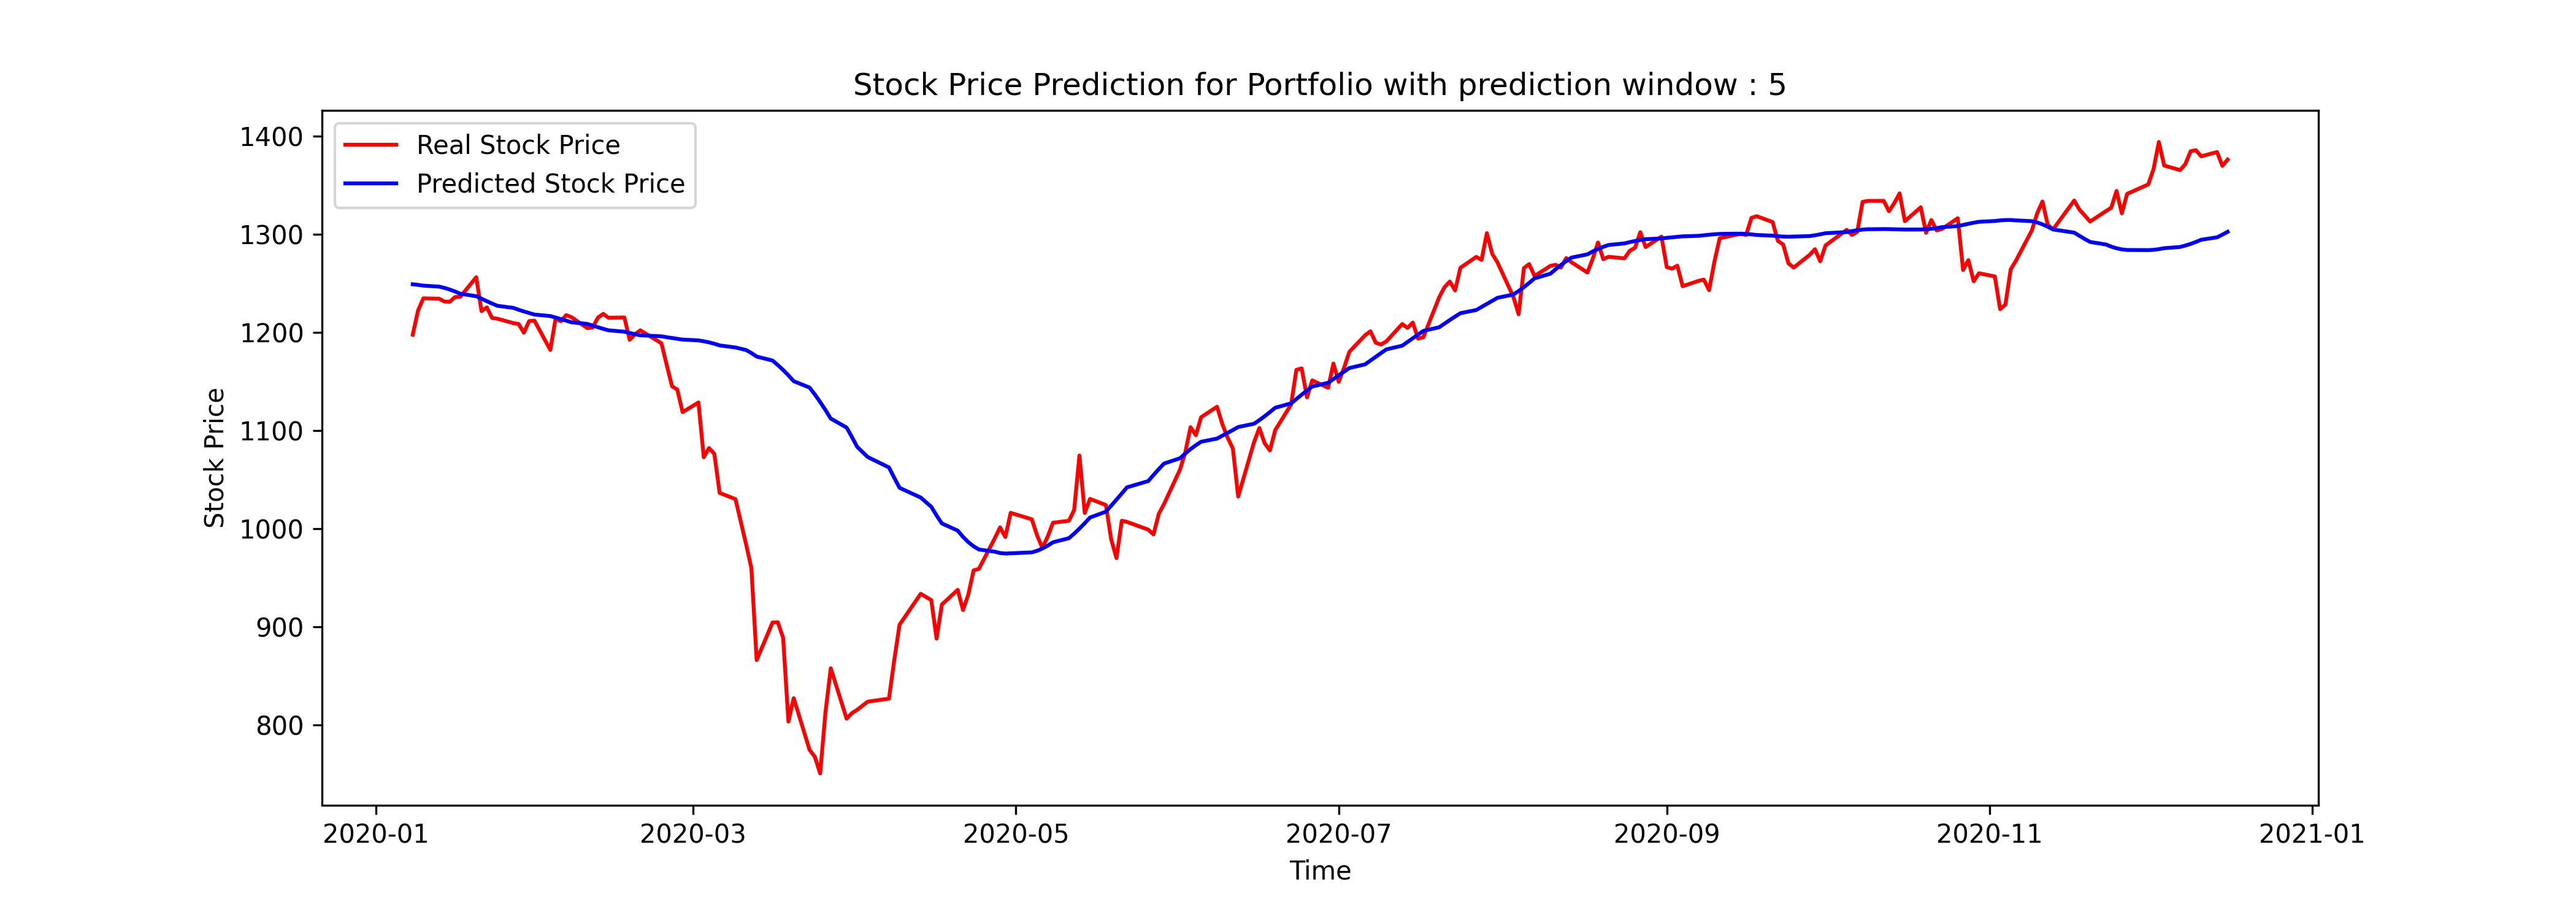 Stock Price Prediction for Portfolio with prediction window : 5
Real Stock Price
Predicted Stock Price
Stock Price
1400
1300
1200
1100
1000
900
800
2020-01
2020-03
2020-05
2020-07
2020-09
2020-11
2021-01
Time